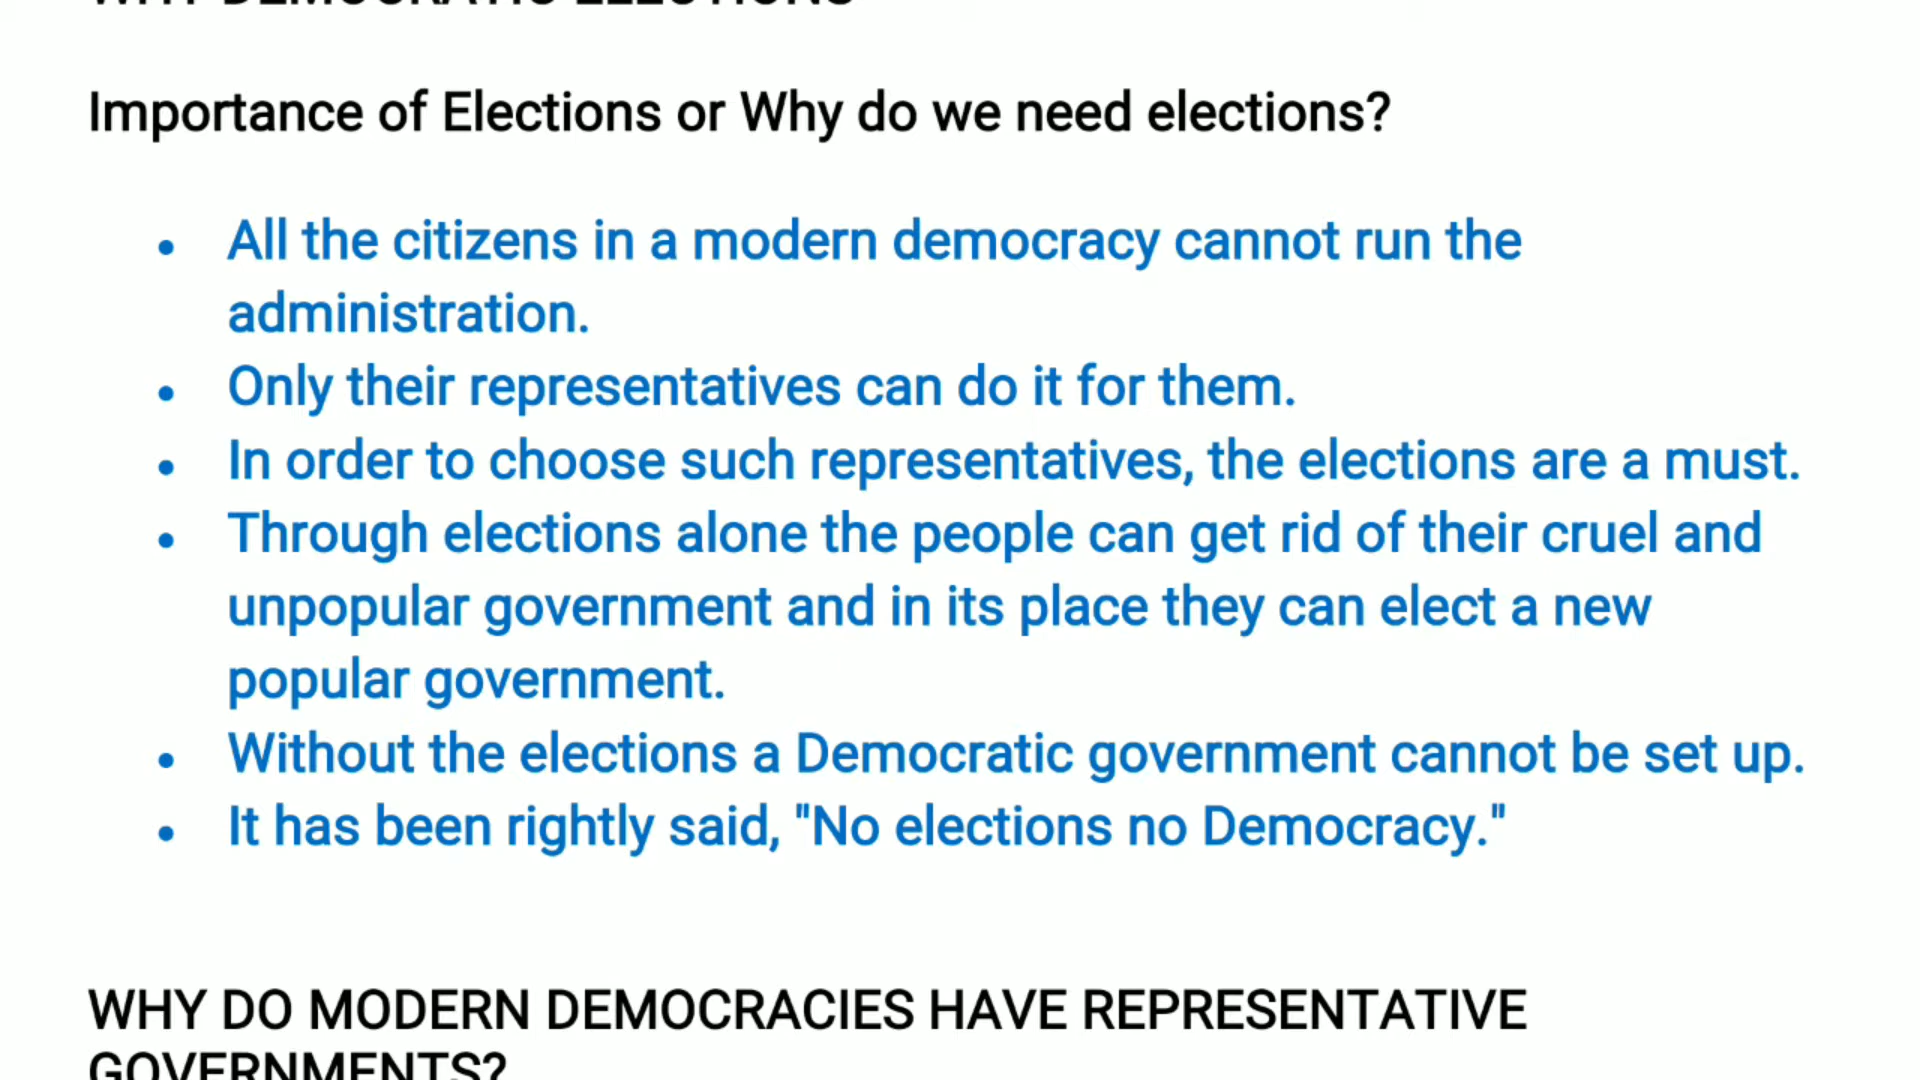 WHY DEMOCRATIC ELECTIONS
Importance of Elections or Why do we need elections?
• All the citizens in a modern democracy cannot run the
administration.
• Only their representatives can do it for them.
• In order to choose such representatives, the elections are a must.
• Through elections alone the people can get rid of their cruel and
unpopular government and in its place they can elect a new
popular government.
• Without the elections a Democratic government cannot be set up.
• It has been rightly said, "No elections no Democracy."
WHY DO MODERN DEMOCRACIES HAVE REPRESENTATIVE
GOVERNMENTS?